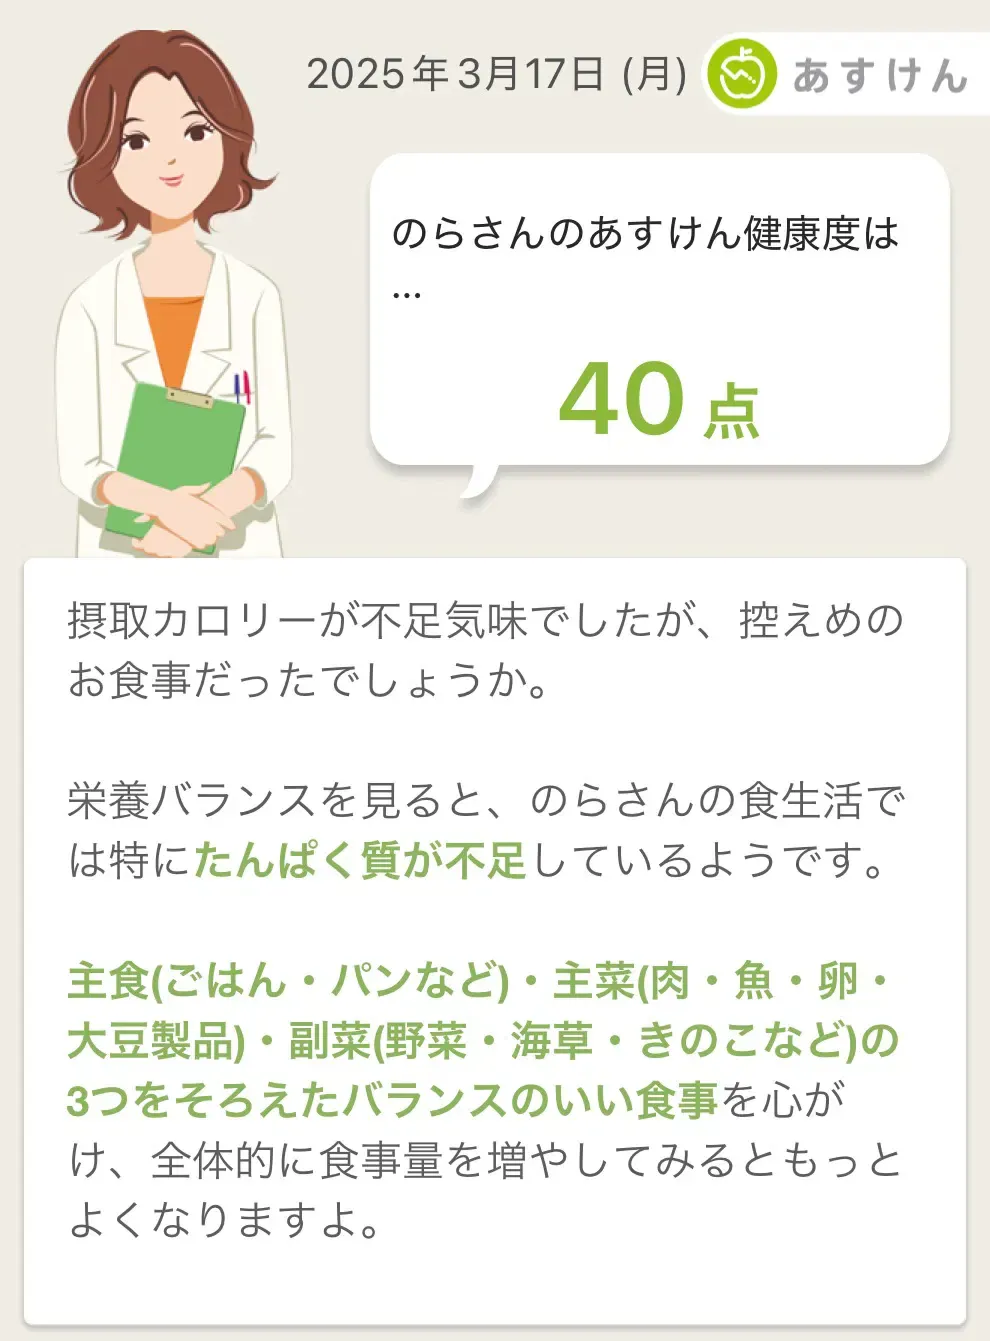 2025年3月17日 (月)
あすけん
のらさんのあすけん健康度は
...
40 点
摂取カロリーが不足気味でしたが、控えめの
お食事だったでしょうか。
栄養バランスを見ると、のらさんの食生活で
は特にたんぱく質が不足しているようです。
主食(ごはん・パンなど)・主菜(肉・魚・卵・
大豆製品)・副菜(野菜・海草・きのこなど)の
3つをそろえたバランスのいい食事を心が
け、全体的に食事量を増やしてみるともっと
よくなりますよ。